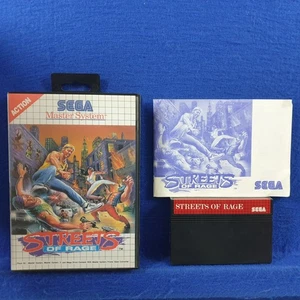 ACTION
SEGA
Master System
STREETS
OF RAGE
STREETS
OF RAGE
SEGA
STREETS OF RAGE
SEGA